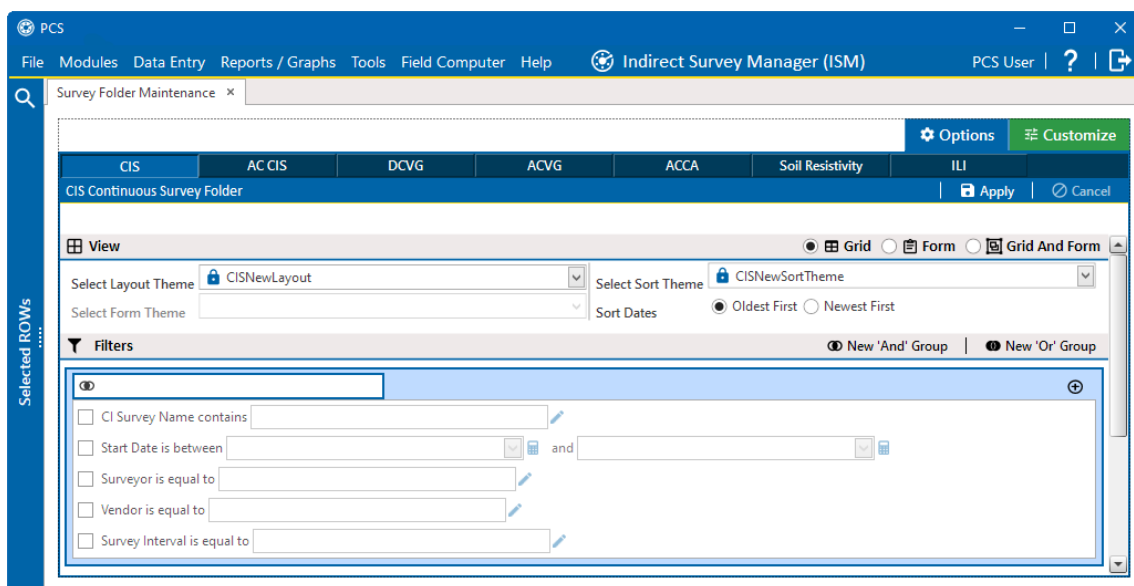 PCS
File Modules Data Entry Reports / Graphs Tools Field Computer Help Indirect Survey Manager (ISM) PCS User | ? |
Survey Folder Maintenance ×
Selected ROWs
Options Customize
CIS AC CIS DCVG ACVG ACCA Soil Resistivity ILI
CIS Continuous Survey Folder | Apply | Cancel
View Grid Form Grid And Form
Select Layout Theme CISNewLayout Select Sort Theme CISNewSortTheme
Select Form Theme Sort Dates Oldest First Newest First
Filters New 'And' Group | New 'Or' Group
CI Survey Name contains
Start Date is between and
Surveyor is equal to
Vendor is equal to
Survey Interval is equal to